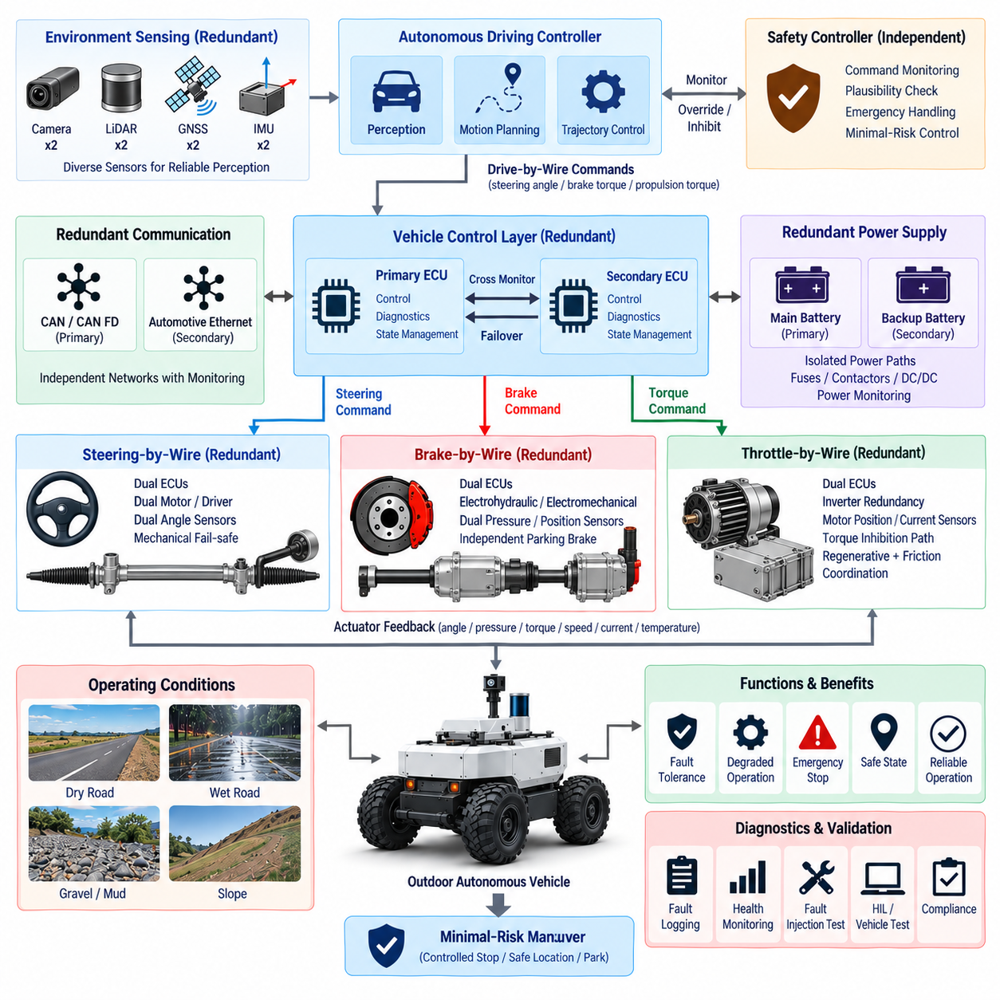 Environment Sensing (Redundant)
Camera
x2
LiDAR
x2
GNSS
x2
IMU
x2
Diverse Sensors for Reliable Perception
Autonomous Driving Controller
Perception
Motion Planning
Trajectory Control
Monitor
Override /
Inhibit
Safety Controller (Independent)
Command Monitoring
Plausibility Check
Emergency Handling
Minimal-Risk Control
Drive-by-Wire Commands
(steering angle / brake torque / propulsion torque)
Redundant Communication
CAN / CAN FD
(Primary)
Automotive Ethernet
(Secondary)
Independent Networks with Monitoring
Vehicle Control Layer (Redundant)
Primary ECU
Control
Diagnostics
State Management
Cross Monitor
Failover
Secondary ECU
Control
Diagnostics
State Management
Redundant Power Supply
Main Battery
(Primary)
Backup Battery
(Secondary)
Isolated Power Paths
Fuses / Contactors / DC/DC
Power Monitoring
Steering
Command
Brake
Command
Torque
Command
Steering-by-Wire (Redundant)
Dual ECUs
Dual Motor / Driver
Dual Angle Sensors
Mechanical Fail-safe
Brake-by-Wire (Redundant)
Dual ECUs
Electrohydraulic / Electromechanical
Dual Pressure / Position Sensors
Independent Parking Brake
Throttle-by-Wire (Redundant)
Dual ECUs
Inverter Redundancy
Motor Position / Current Sensors
Torque Inhibition Path
Regenerative + Friction
Coordination
Actuator Feedback (angle / pressure / torque / speed / current / temperature)
Operating Conditions
Dry Road
Wet Road
Gravel / Mud
Slope
Outdoor Autonomous Vehicle
Functions & Benefits
Fault
Tolerance
Degraded
Operation
Emergency
Stop
Safe State
Reliable
Operation
Diagnostics & Validation
Fault
Logging
Health
Monitoring
Fault
Injection Test
HIL /
Vehicle Test
Compliance
Minimal-Risk
(Controlled Stop / Safe Location / Park)